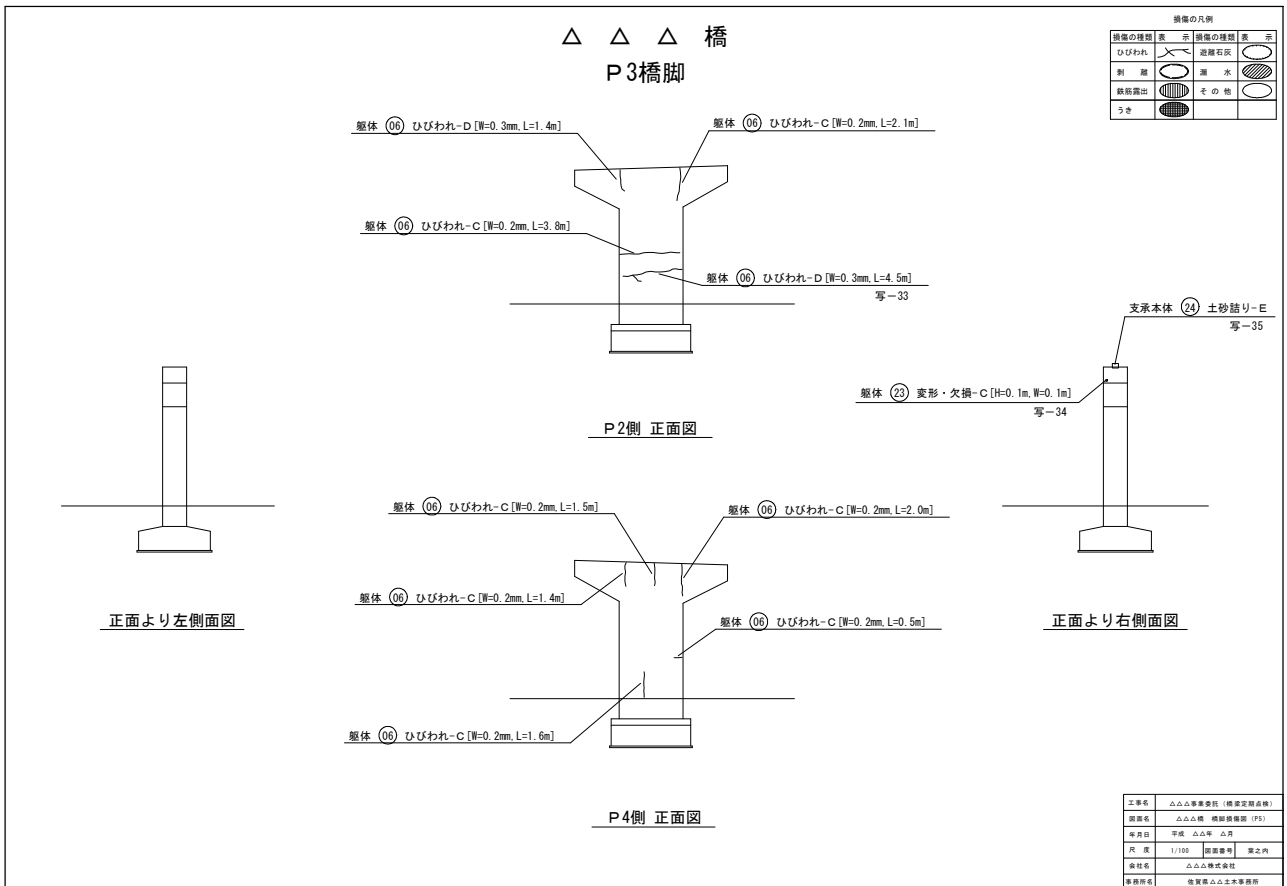 △ △ △ 橋
P3橋脚
損傷の凡例
損傷の種類 表 示 損傷の種類 表 示
ひびわれ 遊離石灰
剥 離 漏 水
鉄筋露出 その他
うき
躯体 06 ひびわれ-D [W=0.3mm, L=1.4m]
躯体 06 ひびわれ-C [W=0.2mm, L=2.1m]
躯体 06 ひびわれ-C [W=0.2mm, L=3.8m]
躯体 06 ひびわれ-D [W=0.3mm, L=4.5m]
写-33
P2側 正面図
支承本体 24 土砂詰り-E
写-35
躯体 23 変形・欠損-C [H=0.1m, W=0.1m]
写-34
正面より左側面図
正面より右側面図
躯体 06 ひびわれ-C [W=0.2mm, L=1.5m]
躯体 06 ひびわれ-C [W=0.2mm, L=2.0m]
躯体 06 ひびわれ-C [W=0.2mm, L=1.4m]
躯体 06 ひびわれ-C [W=0.2mm, L=0.5m]
躯体 06 ひびわれ-C [W=0.2mm, L=1.6m]
P4側 正面図
工事名 △△△事業委託（橋梁定期点検）
図面名 △△△橋 橋脚損傷図（P5）
年月日 平成 △△年 △月
尺 度 1/100 図面番号 葉之内
会社名 △△△株式会社
事務所名 佐賀県△△土木事務所